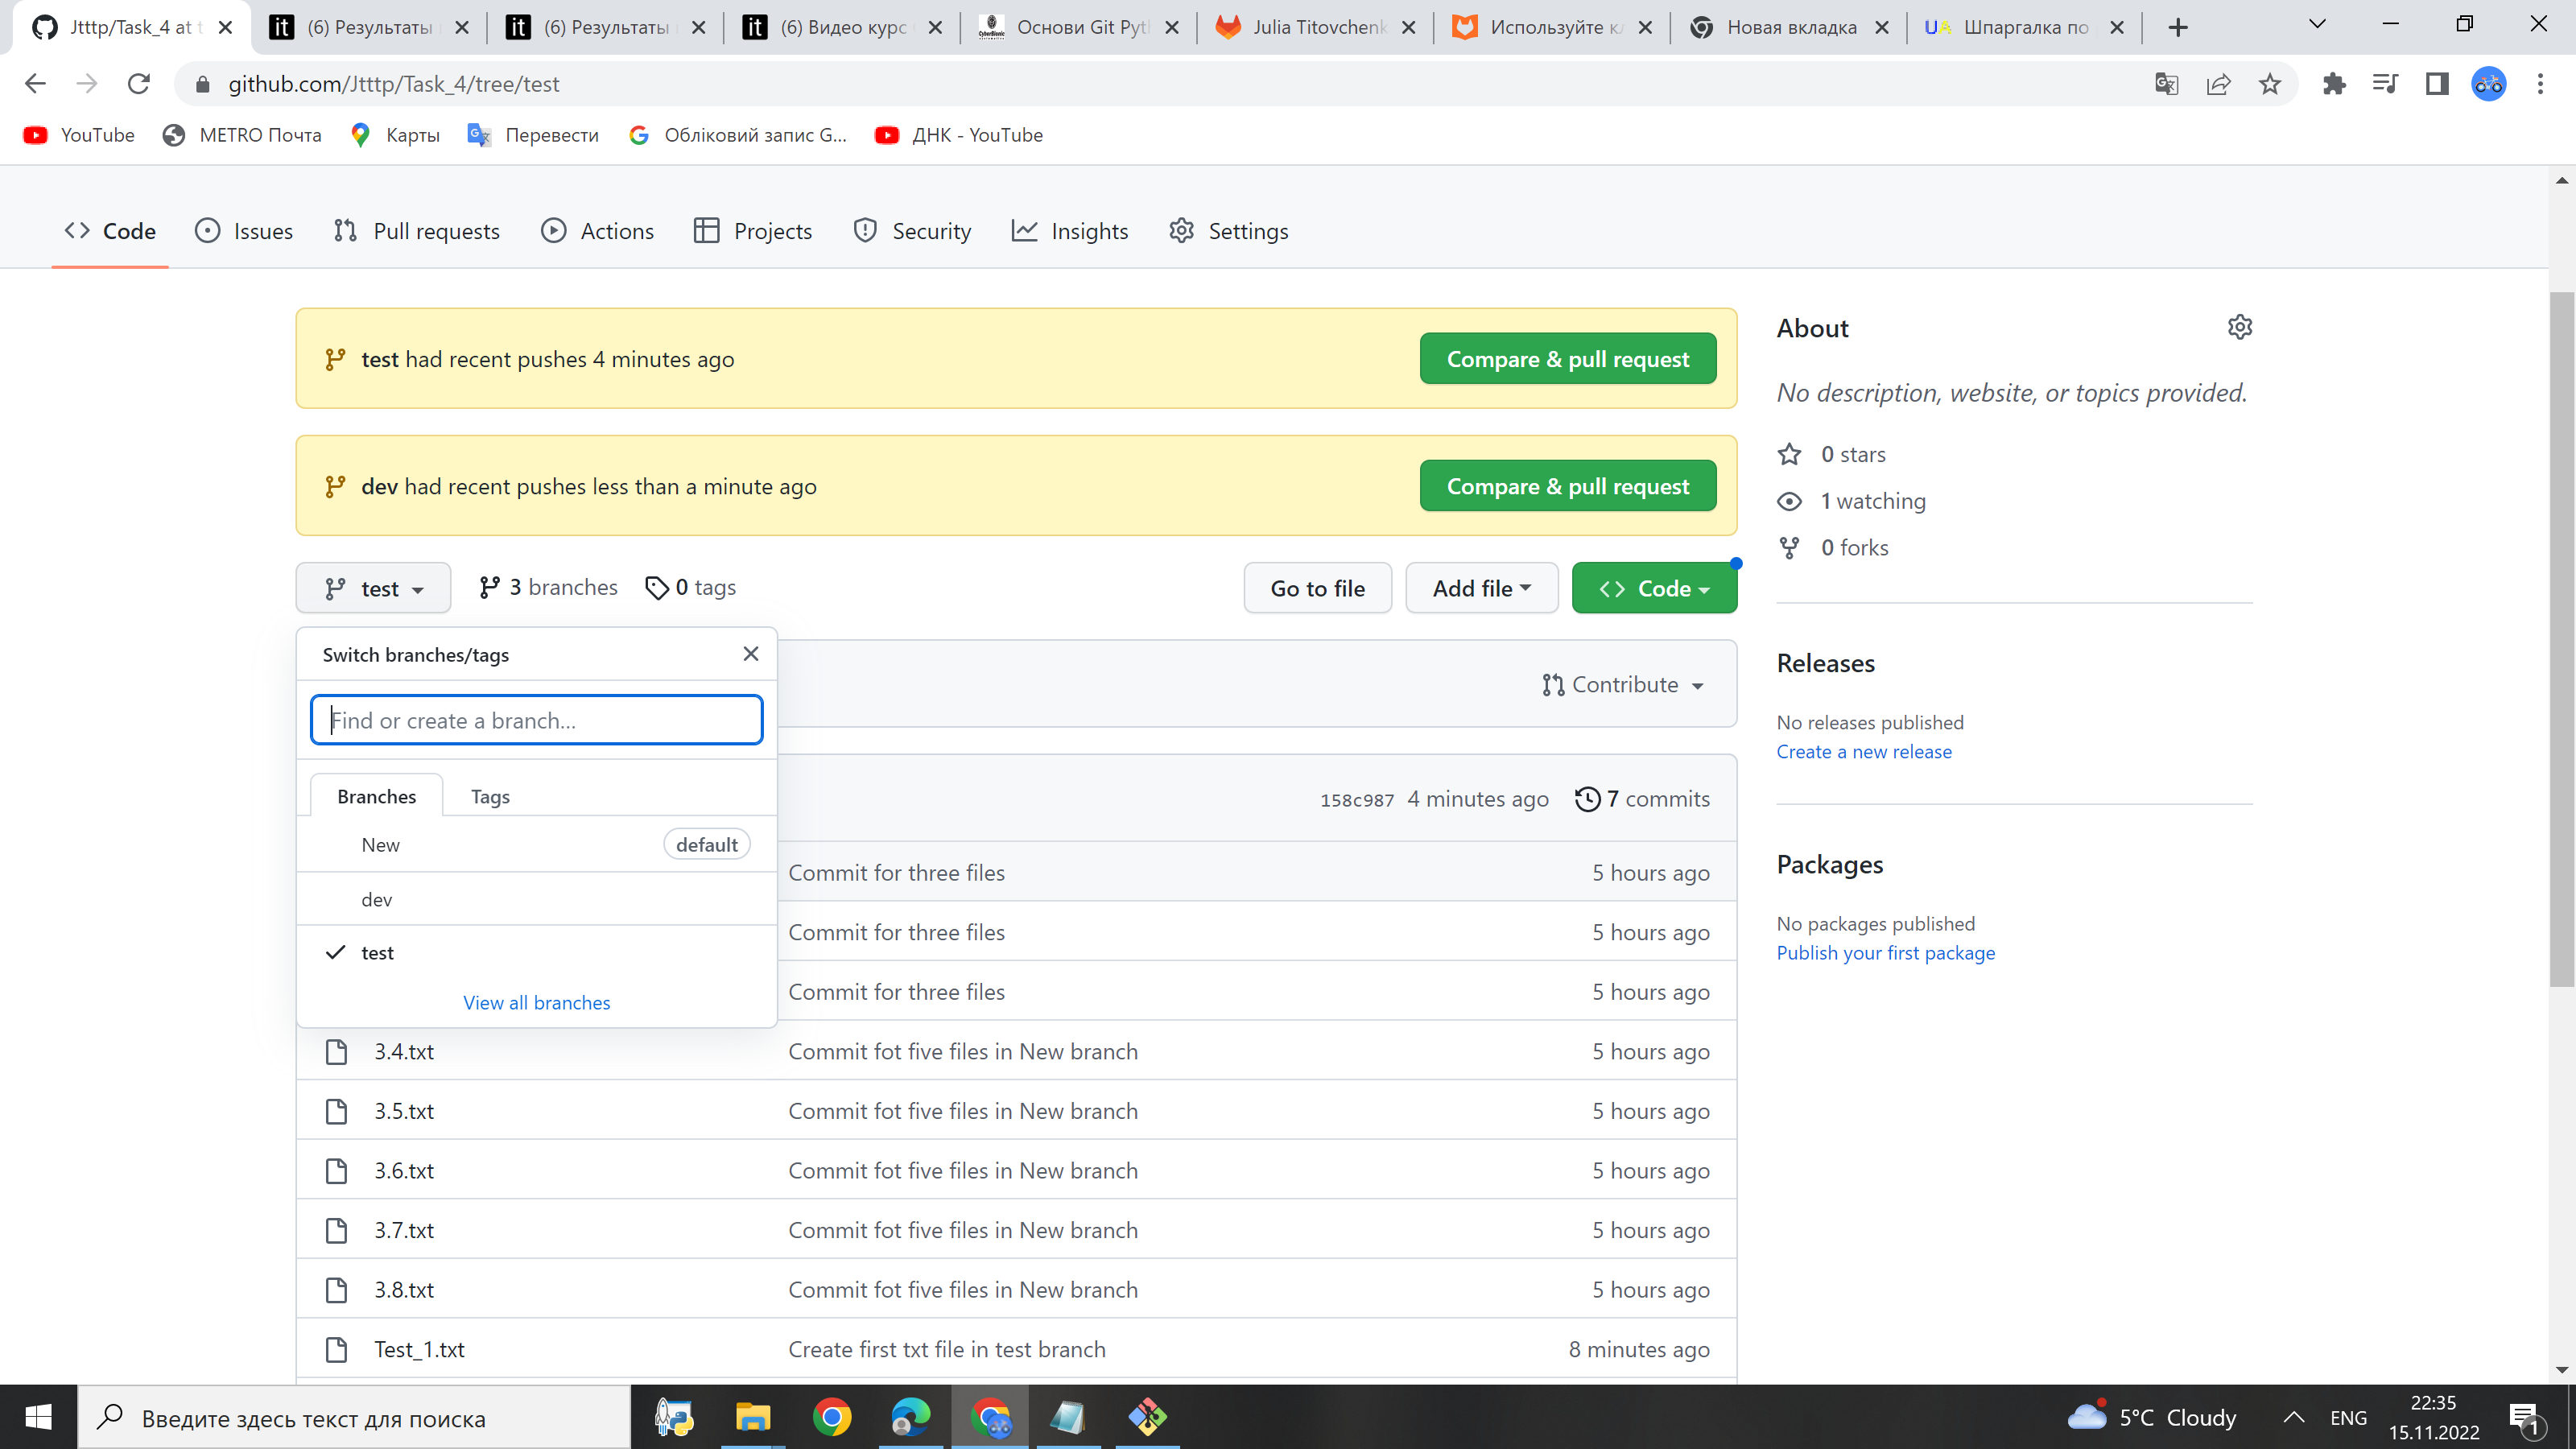 Jtttp/Task_4 at t
(6) Результаты
(6) Результаты
(6) Видео курс
Основи Git Pyt
Julia Titovchenk
Используйте кл
Новая вкладка
Шпаргалка по
github.com/Jtttp/Task_4/tree/test
YouTube
METRO Почта
Карты
Перевести
Обліковий запис G...
ДНК - YouTube
Code
Issues
Pull requests
Actions
Projects
Security
Insights
Settings
test had recent pushes 4 minutes ago
Compare & pull request
dev had recent pushes less than a minute ago
Compare & pull request
test
3 branches
0 tags
Go to file
Add file
Code
Switch branches/tags
Find or create a branch...
Branches
Tags
New
default
dev
test
View all branches
Contribute
158c987 4 minutes ago
7 commits
Commit for three files
5 hours ago
Commit for three files
5 hours ago
Commit for three files
5 hours ago
3.4.txt
Commit fot five files in New branch
5 hours ago
3.5.txt
Commit fot five files in New branch
5 hours ago
3.6.txt
Commit fot five files in New branch
5 hours ago
3.7.txt
Commit fot five files in New branch
5 hours ago
3.8.txt
Commit fot five files in New branch
5 hours ago
Test_1.txt
Create first txt file in test branch
8 minutes ago
About
No description, website, or topics provided.
0 stars
1 watching
0 forks
Releases
No releases published
Create a new release
Packages
No packages published
Publish your first package
Введите здесь текст для поиска
5°C Cloudy
ENG
22:35
15.11.2022
1